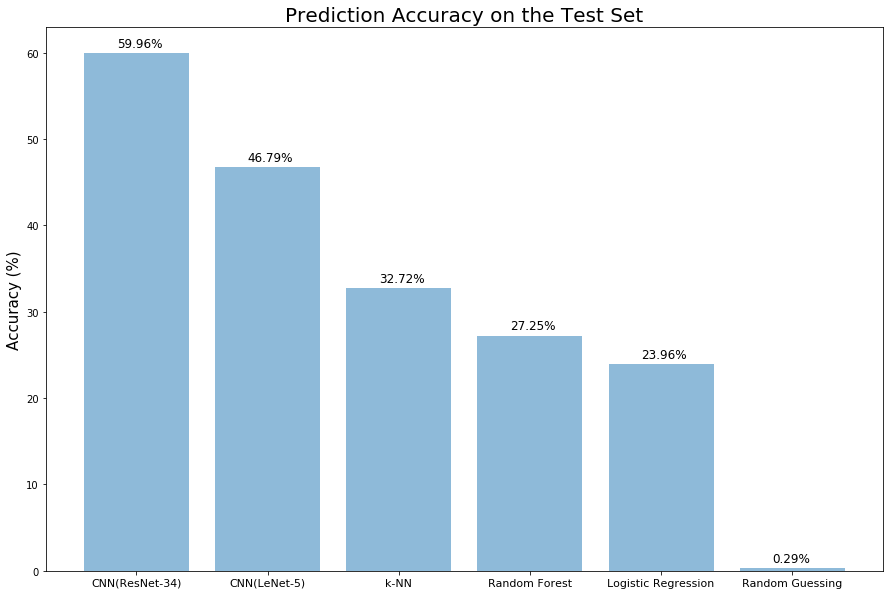 Prediction Accuracy on the Test Set
59.96%
46.79%
32.72%
27.25%
23.96%
0.29%
Accuracy (%)
60
50
40
30
20
10
0
CNN(ResNet-34)
CNN(LeNet-5)
k-NN
Random Forest
Logistic Regression
Random Guessing